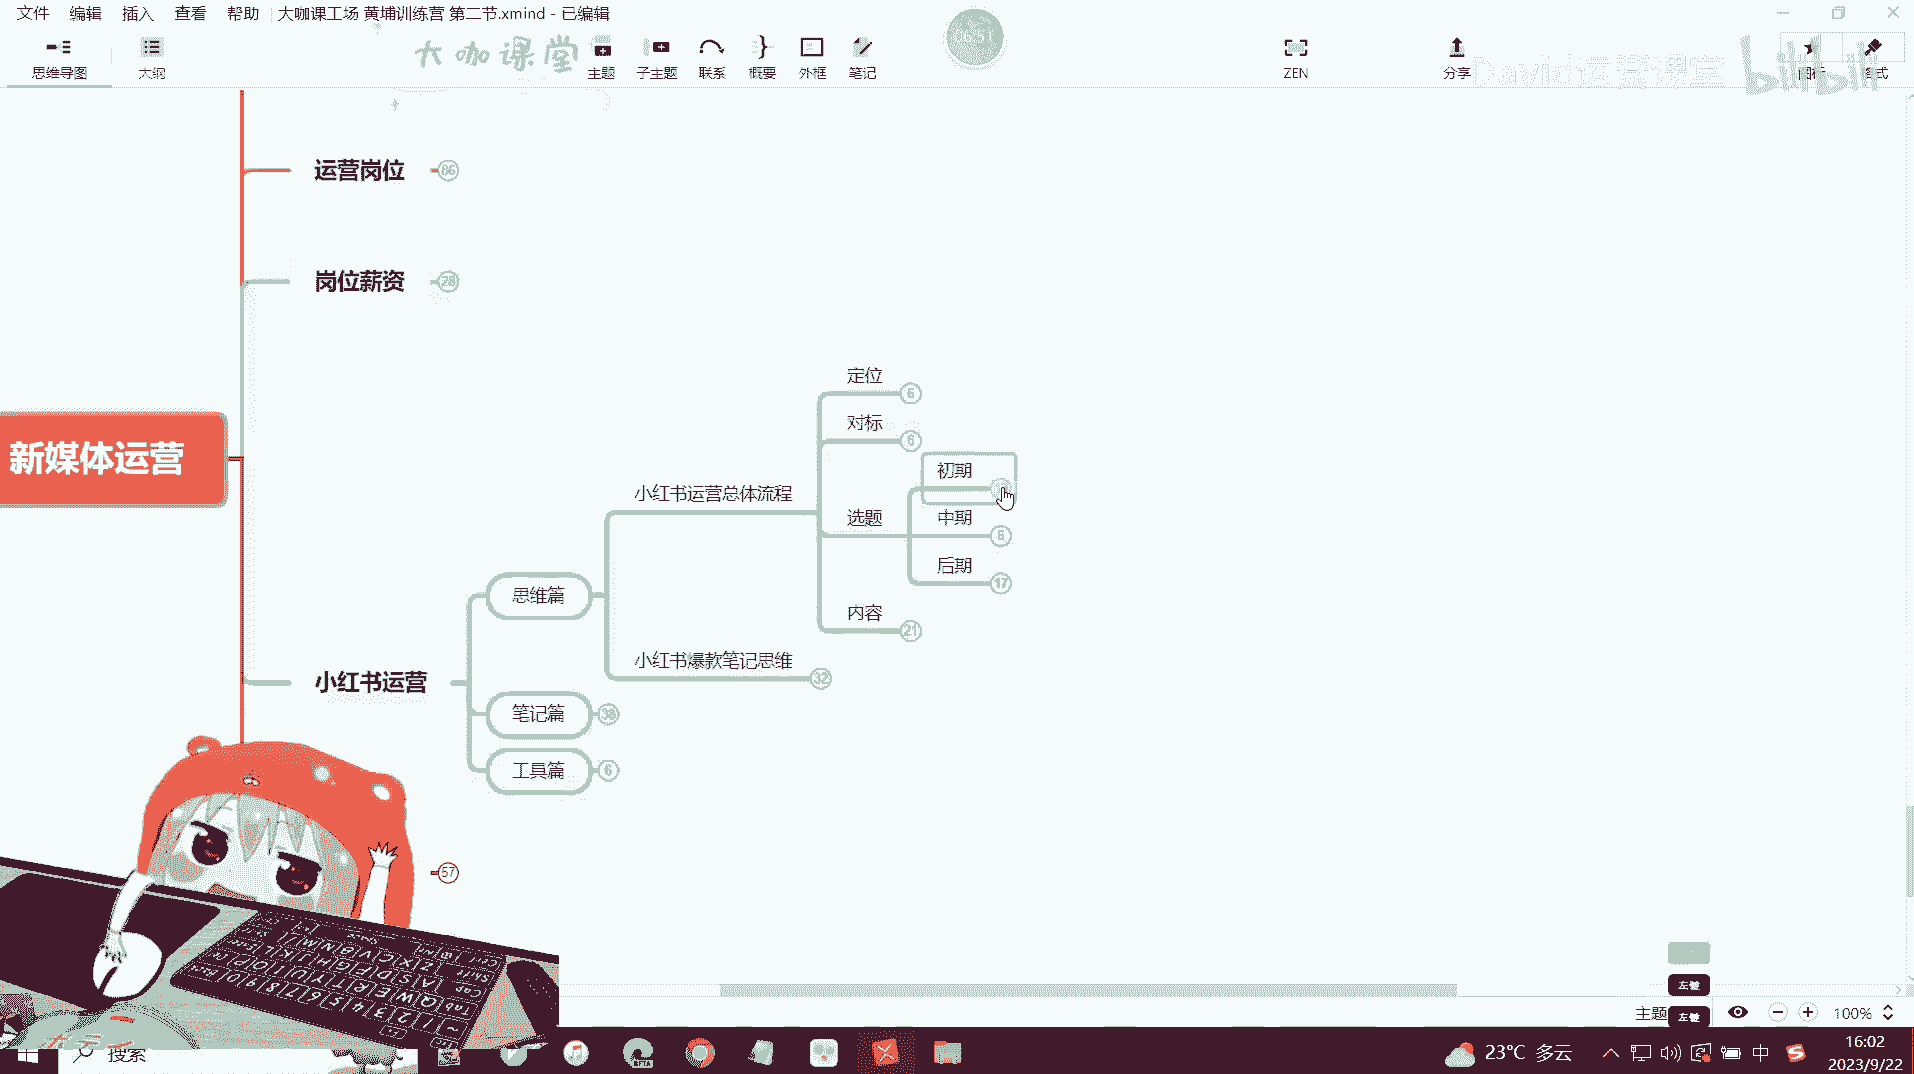 文件 编辑 插入 查看 帮助 大咖课工场 黄埔训练营 第二节.xmind - 已编辑
思维导图 大纲 大咖课堂 主题 子主题 联系 概要 外框 笔记 06:51 ZEN 分享 David运营课堂 bilibili
运营岗位 86
岗位薪资 28
定位 6
对标 6
初期
小红书运营总体流程
选题 中期 8
后期 17
思维篇
内容 21
小红书爆款笔记思维 32
新媒体运营
小红书运营
笔记篇 38
工具篇 6
57
左键
主题 左键 100%
搜索
BETA
23°C 多云 中 16:02
2023/9/22